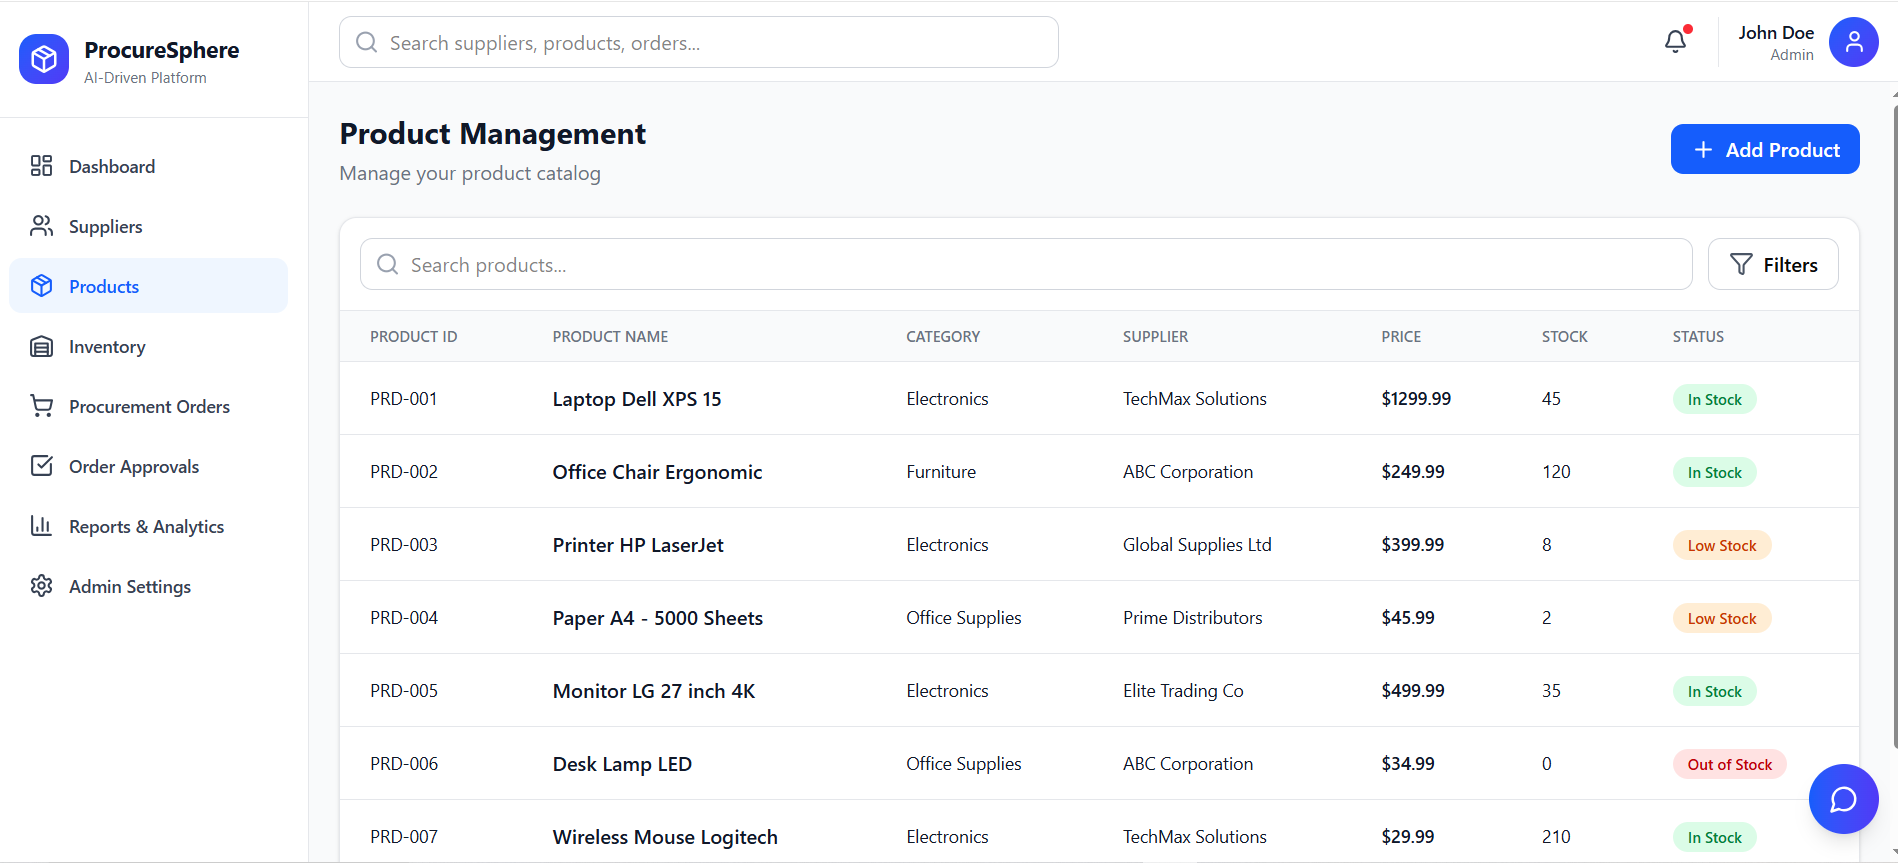 ProcureSphere
AI-Driven Platform
Search suppliers, products, orders...
John Doe
Admin
Dashboard
Suppliers
Products
Inventory
Procurement Orders
Order Approvals
Reports & Analytics
Admin Settings
Product Management
Manage your product catalog
Add Product
Search products...
Filters
PRODUCT ID PRODUCT NAME CATEGORY SUPPLIER PRICE STOCK STATUS
PRD-001 Laptop Dell XPS 15 Electronics TechMax Solutions $1299.99 45 In Stock
PRD-002 Office Chair Ergonomic Furniture ABC Corporation $249.99 120 In Stock
PRD-003 Printer HP LaserJet Electronics Global Supplies Ltd $399.99 8 Low Stock
PRD-004 Paper A4 - 5000 Sheets Office Supplies Prime Distributors $45.99 2 Low Stock
PRD-005 Monitor LG 27 inch 4K Electronics Elite Trading Co $499.99 35 In Stock
PRD-006 Desk Lamp LED Office Supplies ABC Corporation $34.99 0 Out of Stock
PRD-007 Wireless Mouse Logitech Electronics TechMax Solutions $29.99 210 In Stock